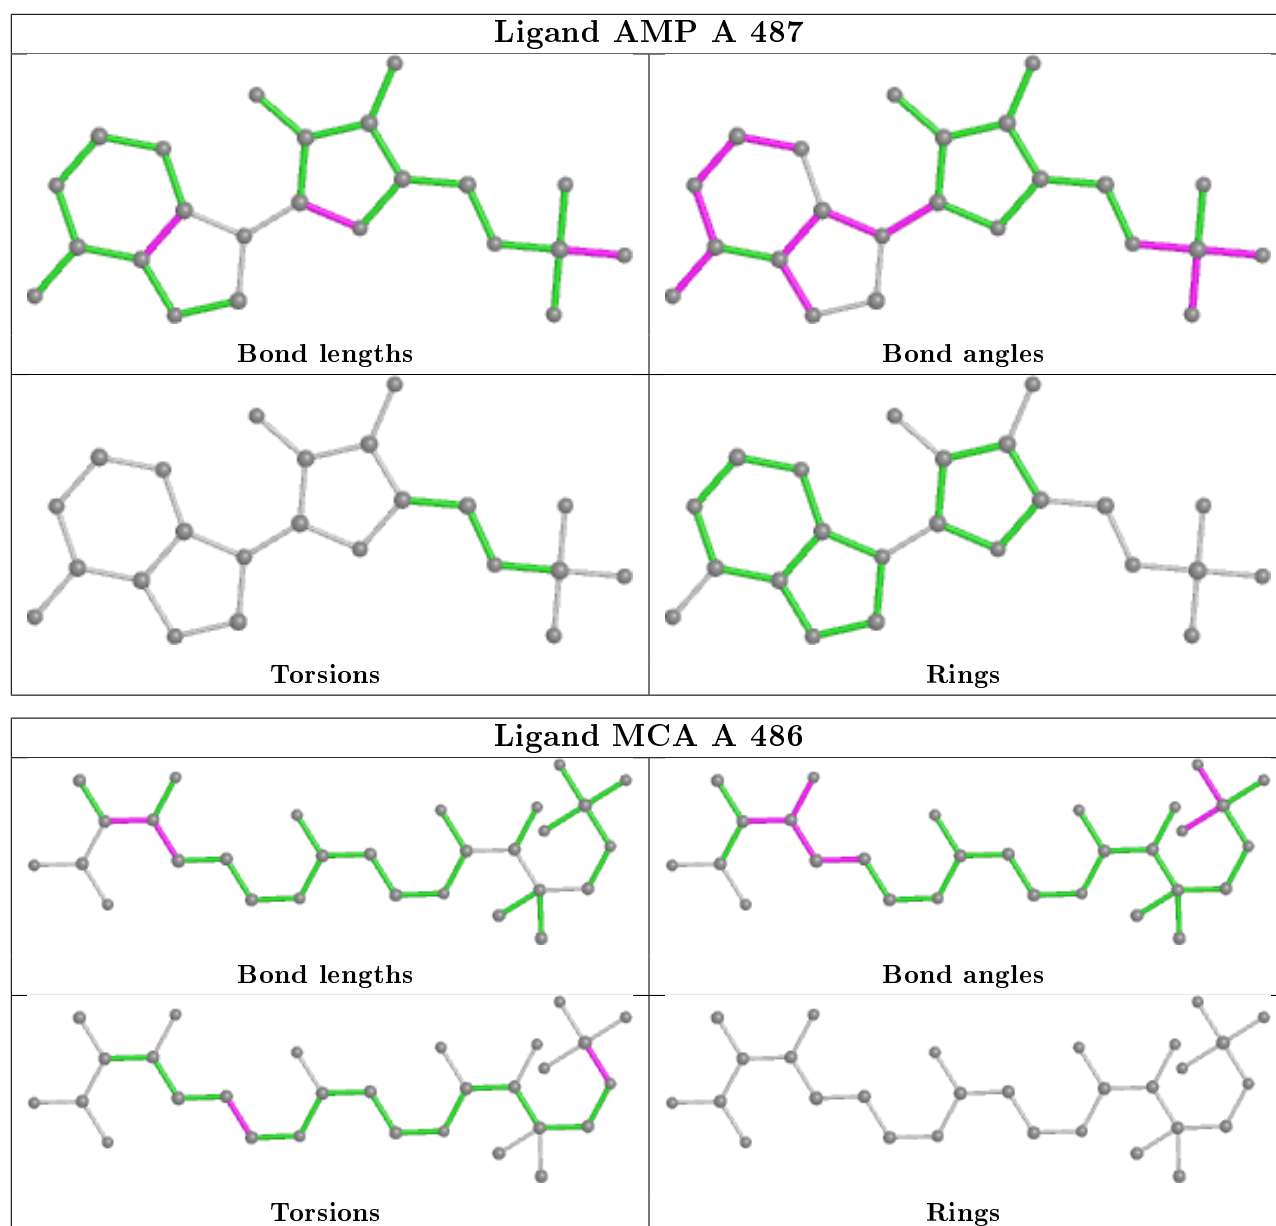 Ligand AMP A 487
Bond lengths
Bond angles
Torsions
Rings
Ligand MCA A 486
Bond lengths
Bond angles
Torsions
Rings